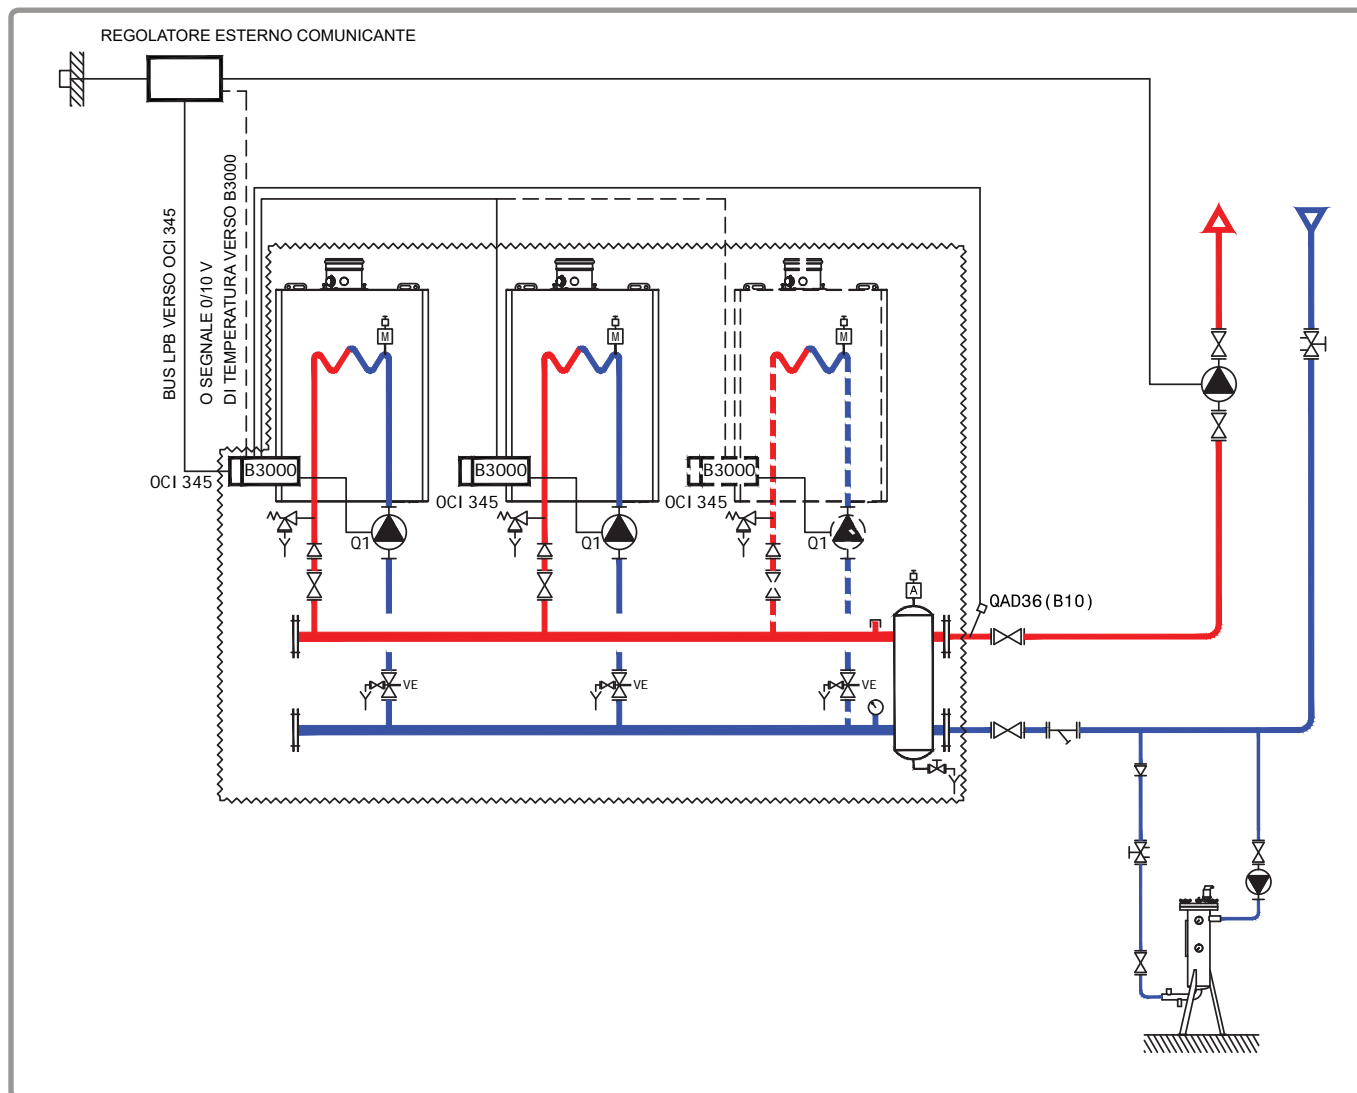 REGOLATORE ESTERNO COMUNICANTE
BUS LPB VERSO OCI 345
O SEGNALE 0/10 V
DI TEMPERATURA VERSO B3000
M
M
M
B3000
B3000
B3000
OCI 345
OCI 345
OCI 345
Q1
Q1
Q1
A
QAD36 (B10)
VE
VE
VE